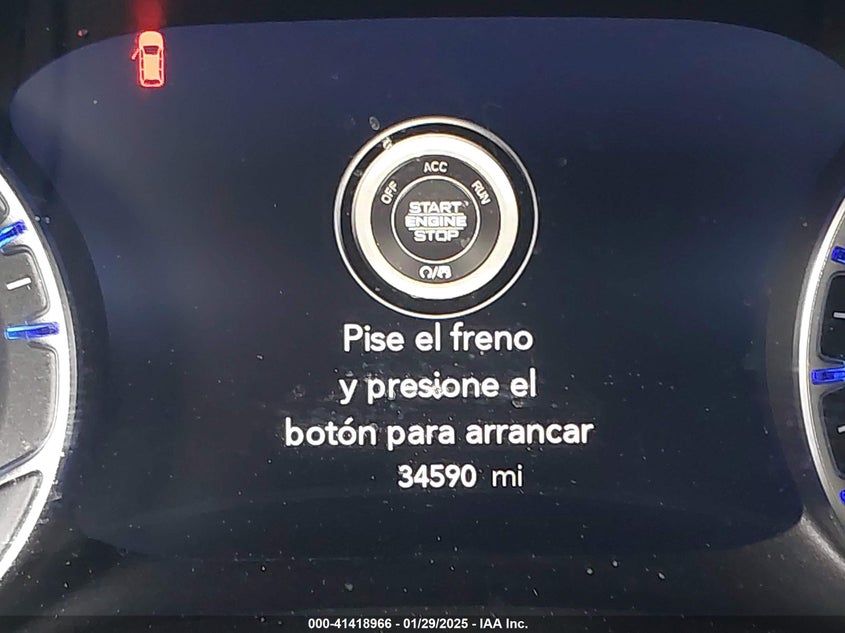 ACC
OFF
RUN
START
ENGINE
STOP
Pise el freno
y presione el
botón para arrancar
34590 mi
000-41418966 - 01/29/2025 - IAA Inc.